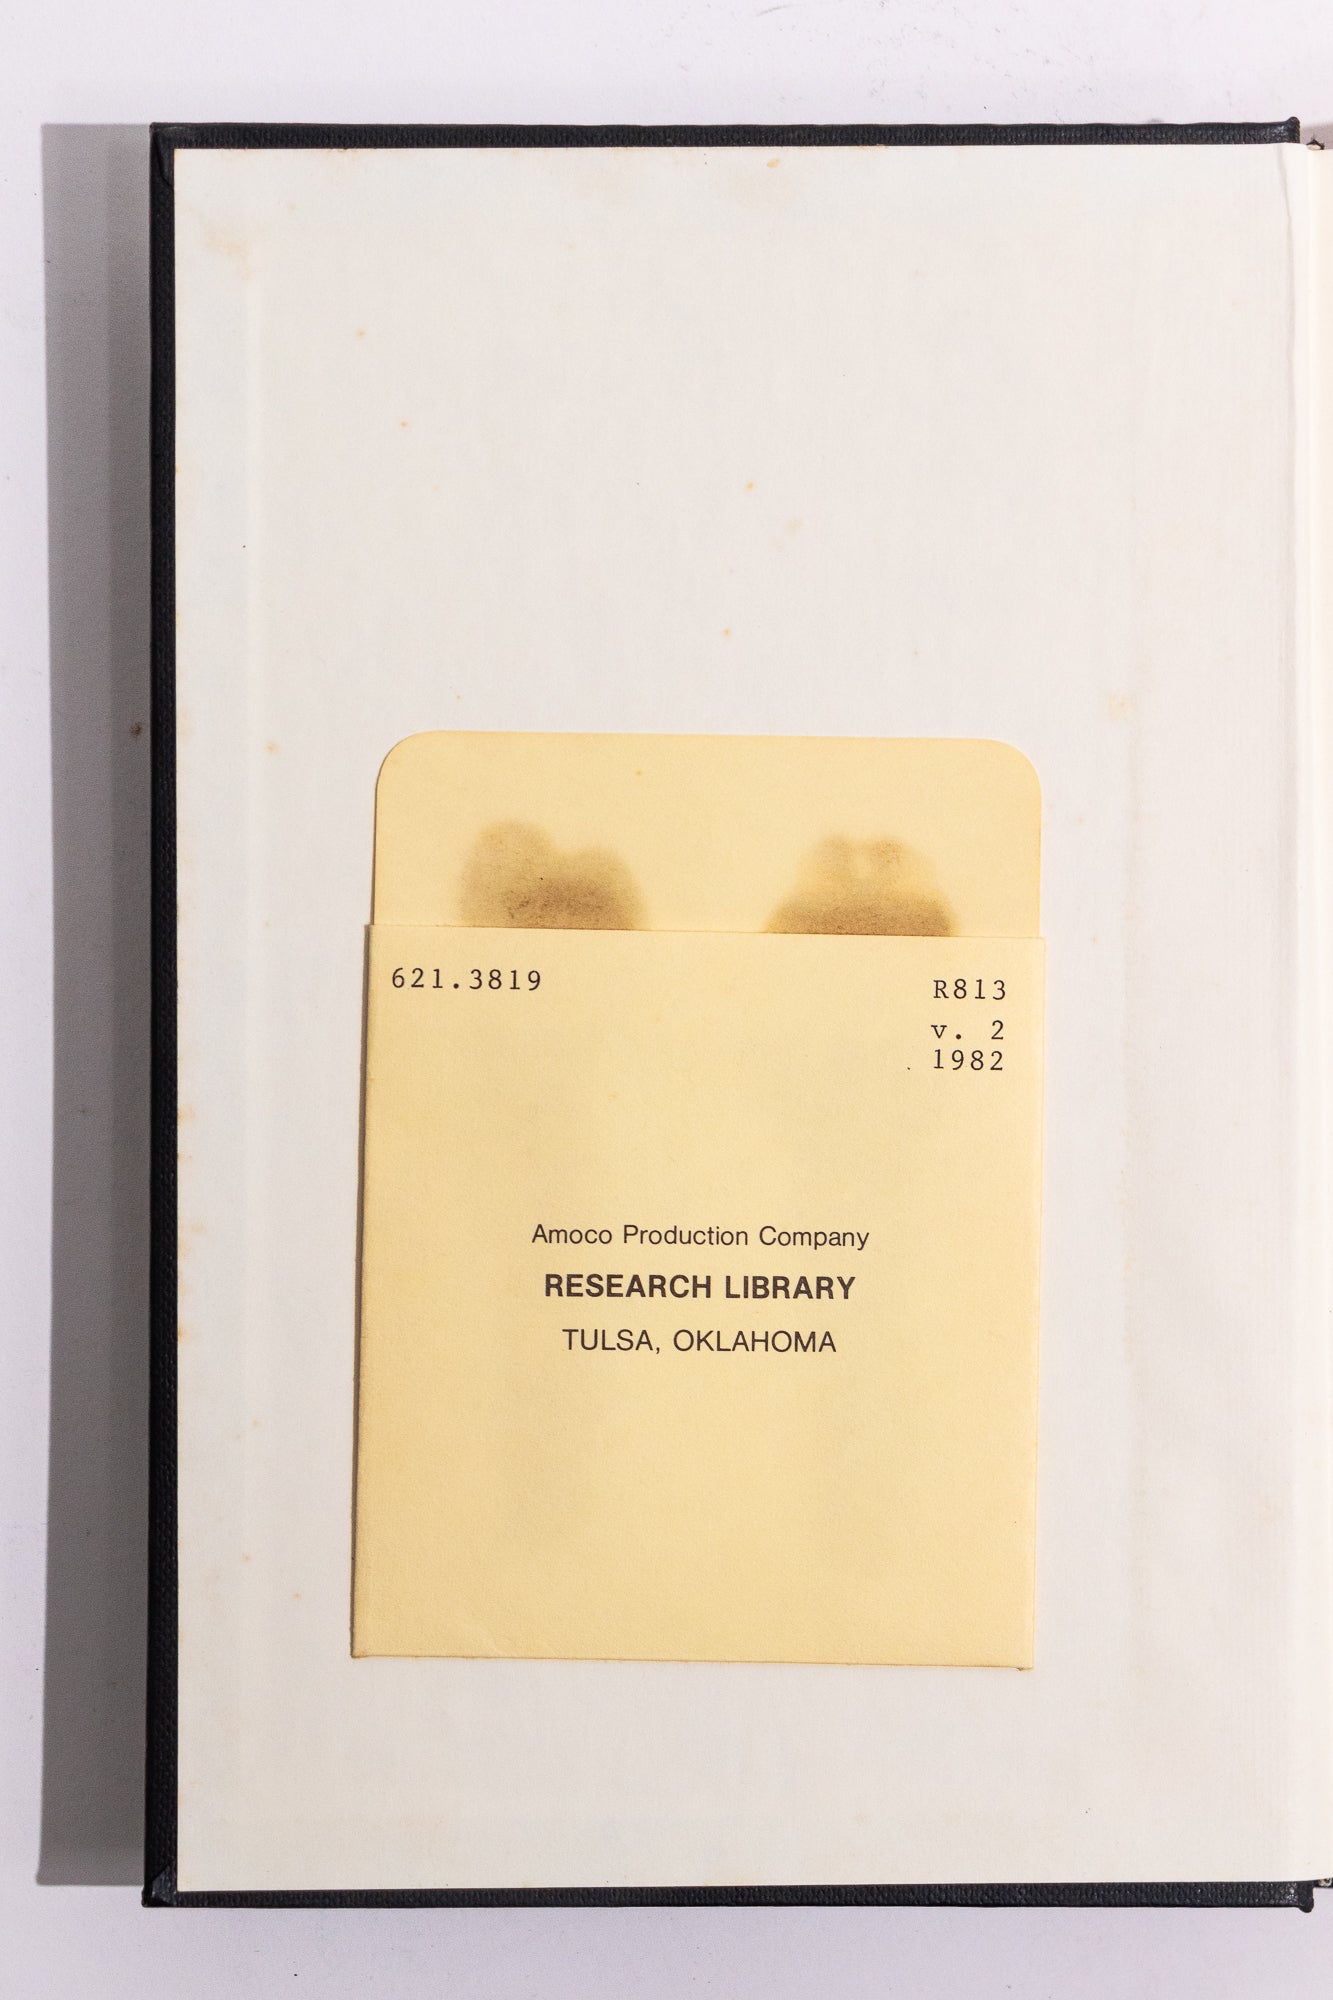 621.3819
R813
v. 2
1982
Amoco Production Company
RESEARCH LIBRARY
TULSA, OKLAHOMA